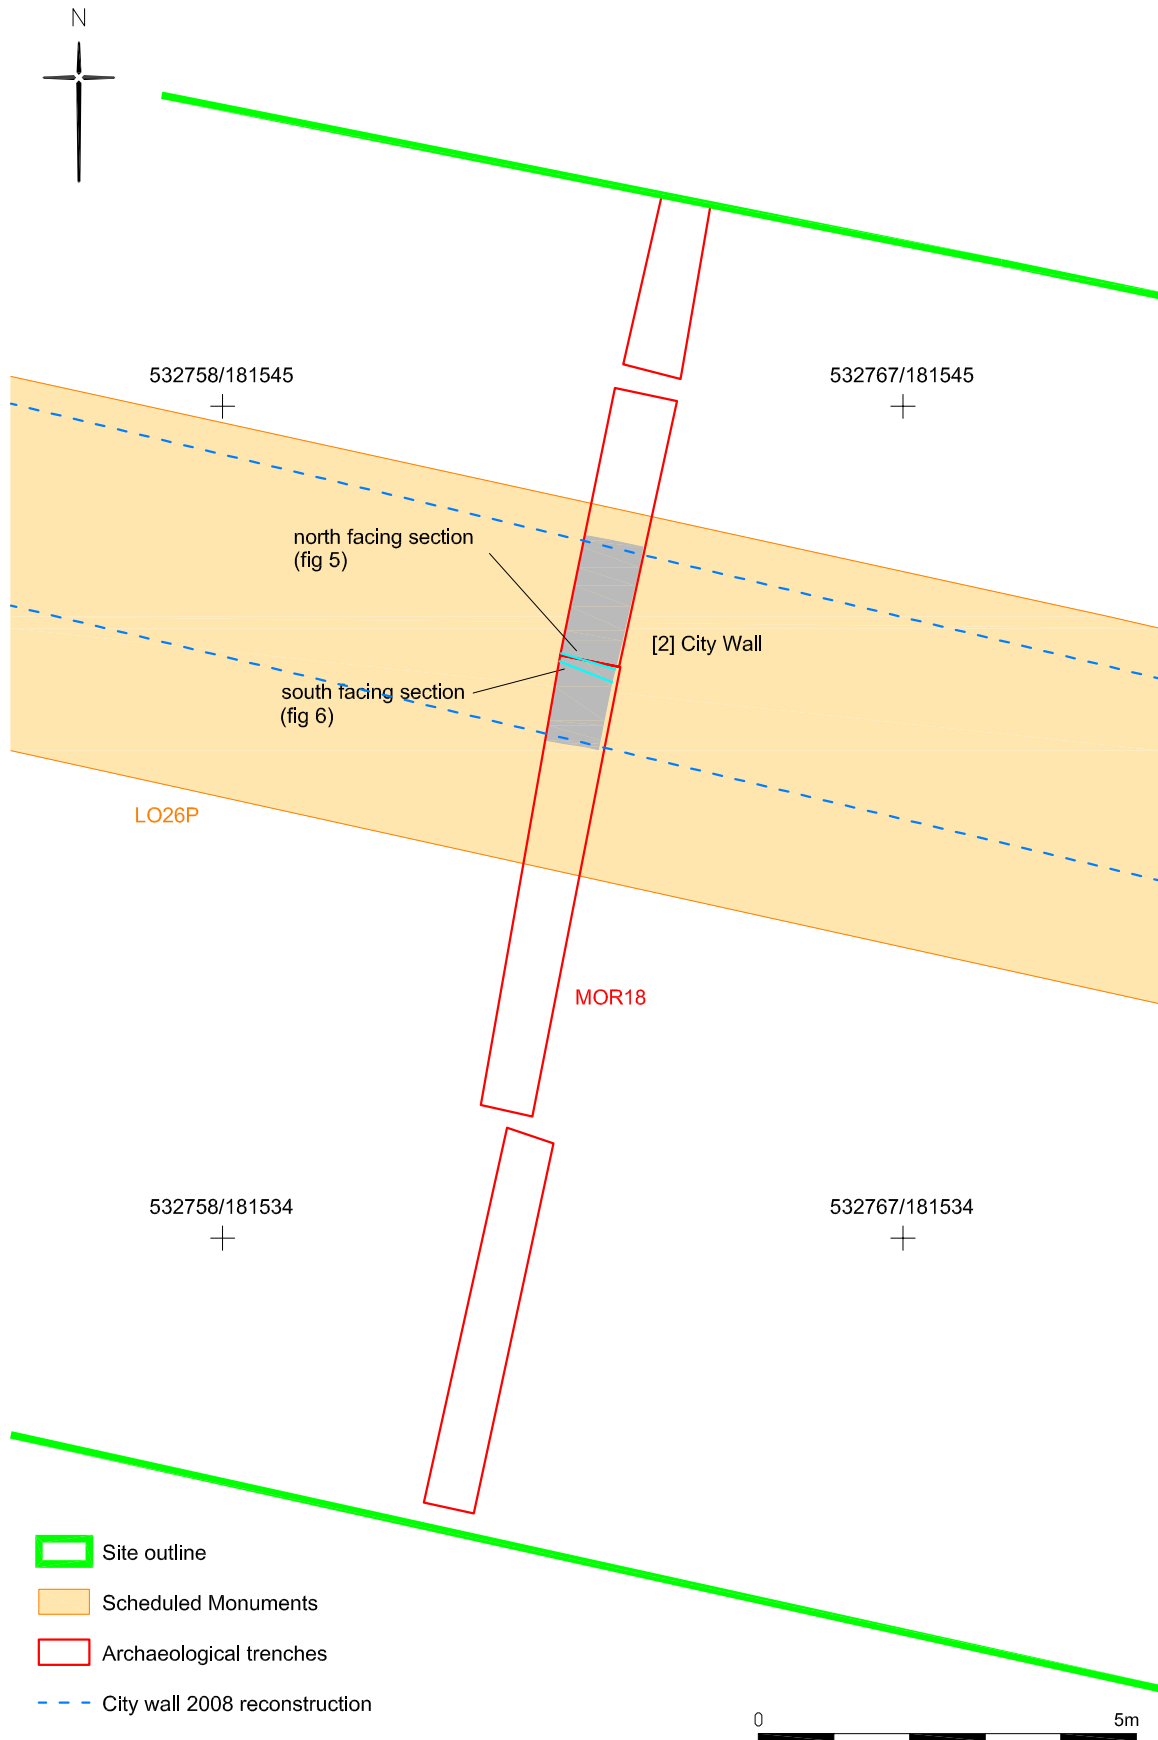 N
532758/181545
532767/181545
north facing section
(fig 5)
[2] City Wall
south facing section
(fig 6)
LO26P
MOR18
532758/181534
532767/181534
Site outline
Scheduled Monuments
Archaeological trenches
City wall 2008 reconstruction
0
5m